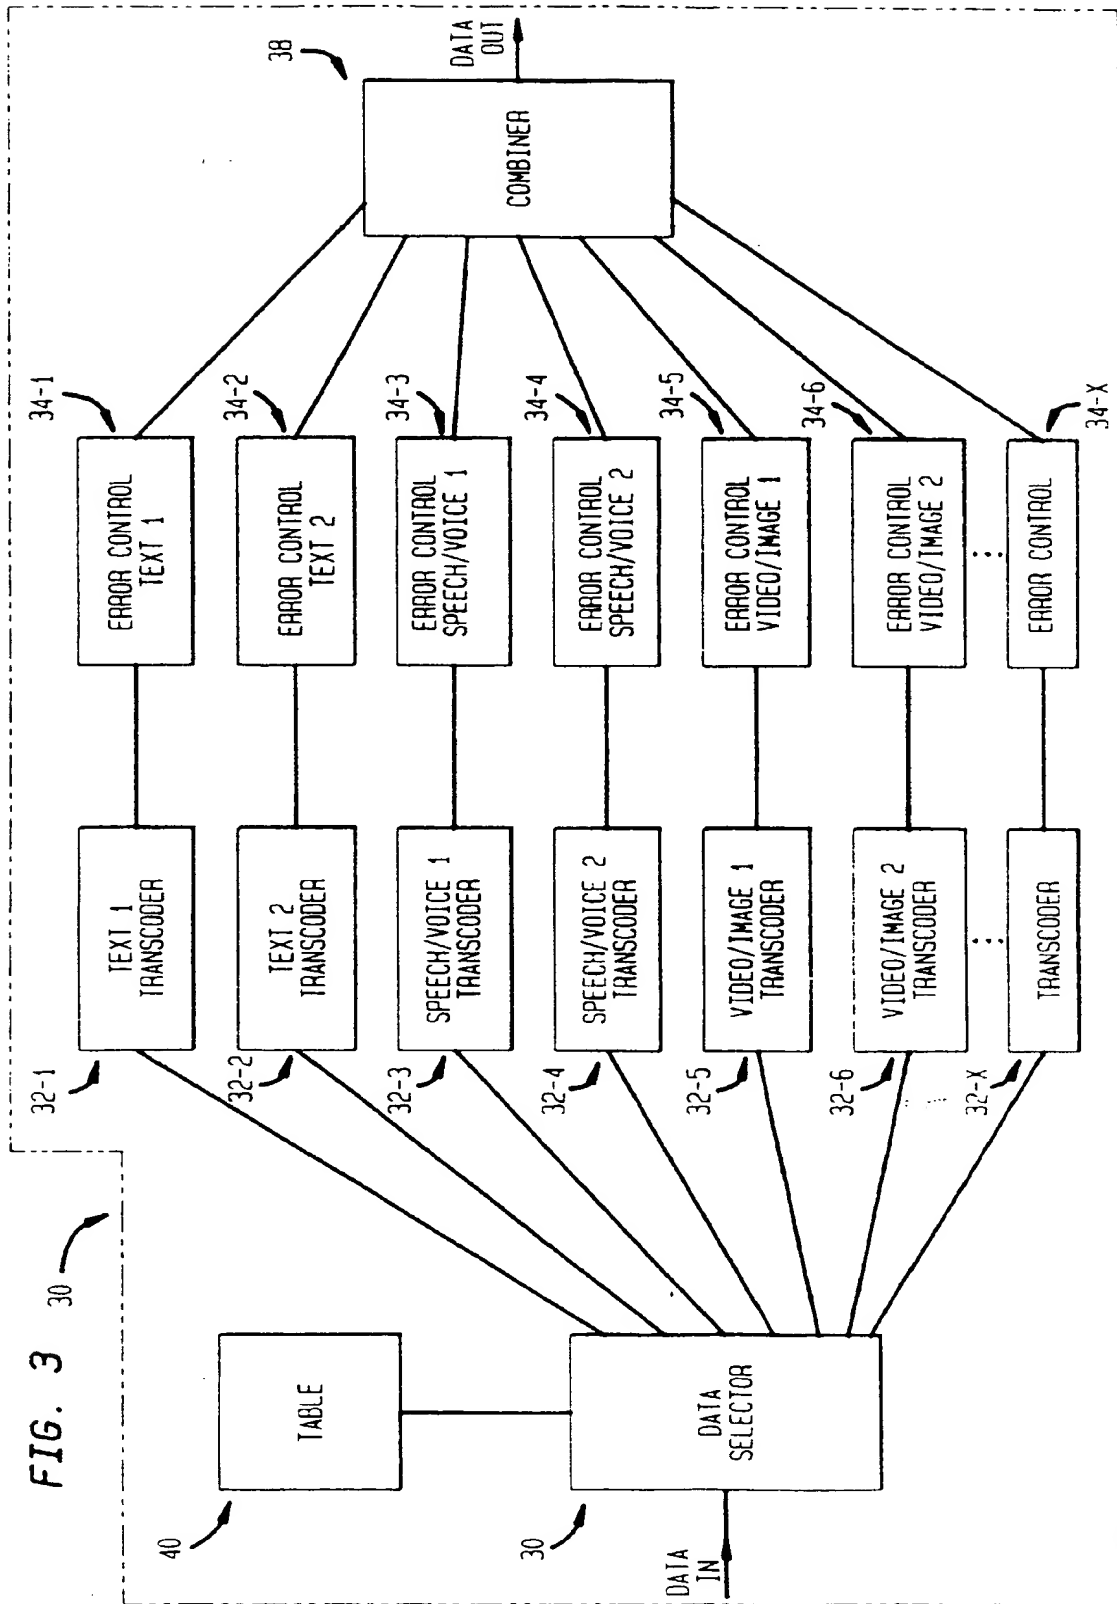 FIG. 3
30
40
TABLE
30
DATA
SELECTOR
DATA
IN
32-1
TEXT 1
TRANSCODER
34-1
ERROR CONTROL
TEXT 1
32-2
TEXT 2
TRANSCODER
34-2
ERROR CONTROL
TEXT 2
32-3
SPEECH/VOICE 1
TRANSCODER
34-3
ERROR CONTROL
SPEECH/VOICE 1
32-4
SPEECH/VOICE 2
TRANSCODER
34-4
ERROR CONTROL
SPEECH/VOICE 2
32-5
VIDEO/IMAGE 1
TRANSCODER
34-5
ERROR CONTROL
VIDEO/IMAGE 1
32-6
VIDEO/IMAGE 2
TRANSCODER
34-6
ERROR CONTROL
VIDEO/IMAGE 2
32-X
TRANSCODER
34-X
ERROR CONTROL
38
COMBINER
DATA
OUT